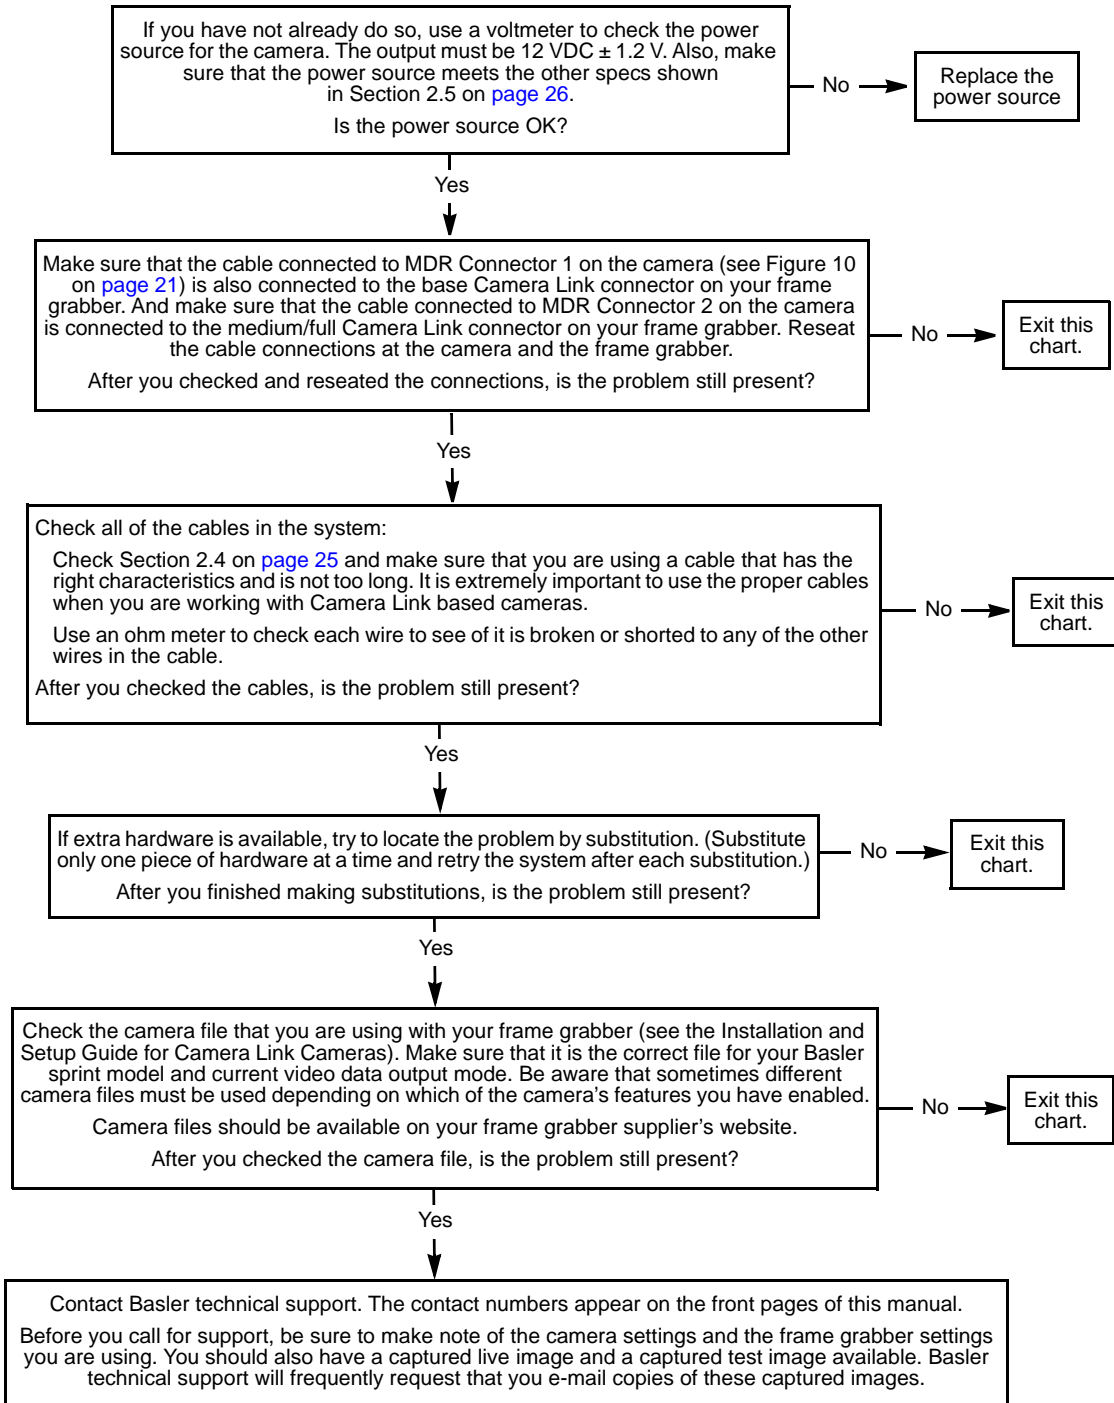 If you have not already do so, use a voltmeter to check the power
source for the camera. The output must be 12 VDC ± 1.2 V. Also, make
sure that the power source meets the other specs shown
in Section 2.5 on page 26.
Is the power source OK?
No
Replace the
power source
Yes
Make sure that the cable connected to MDR Connector 1 on the camera (see Figure 10
on page 21) is also connected to the base Camera Link connector on your frame
grabber. And make sure that the cable connected to MDR Connector 2 on the camera
is connected to the medium/full Camera Link connector on your frame grabber. Reseat
the cable connections at the camera and the frame grabber.
After you checked and reseated the connections, is the problem still present?
No
Exit this
chart.
Yes
Check all of the cables in the system:
Check Section 2.4 on page 25 and make sure that you are using a cable that has the
right characteristics and is not too long. It is extremely important to use the proper cables
when you are working with Camera Link based cameras.
Use an ohm meter to check each wire to see of it is broken or shorted to any of the other
wires in the cable.
After you checked the cables, is the problem still present?
No
Exit this
chart.
Yes
If extra hardware is available, try to locate the problem by substitution. (Substitute
only one piece of hardware at a time and retry the system after each substitution.)
After you finished making substitutions, is the problem still present?
No
Exit this
chart.
Yes
Check the camera file that you are using with your frame grabber (see the Installation and
Setup Guide for Camera Link Cameras). Make sure that it is the correct file for your Basler
sprint model and current video data output mode. Be aware that sometimes different
camera files must be used depending on which of the camera's features you have enabled.
Camera files should be available on your frame grabber supplier's website.
After you checked the camera file, is the problem still present?
No
Exit this
chart.
Yes
Contact Basler technical support. The contact numbers appear on the front pages of this manual.
Before you call for support, be sure to make note of the camera settings and the frame grabber settings
you are using. You should also have a captured live image and a captured test image available. Basler
technical support will frequently request that you e-mail copies of these captured images.